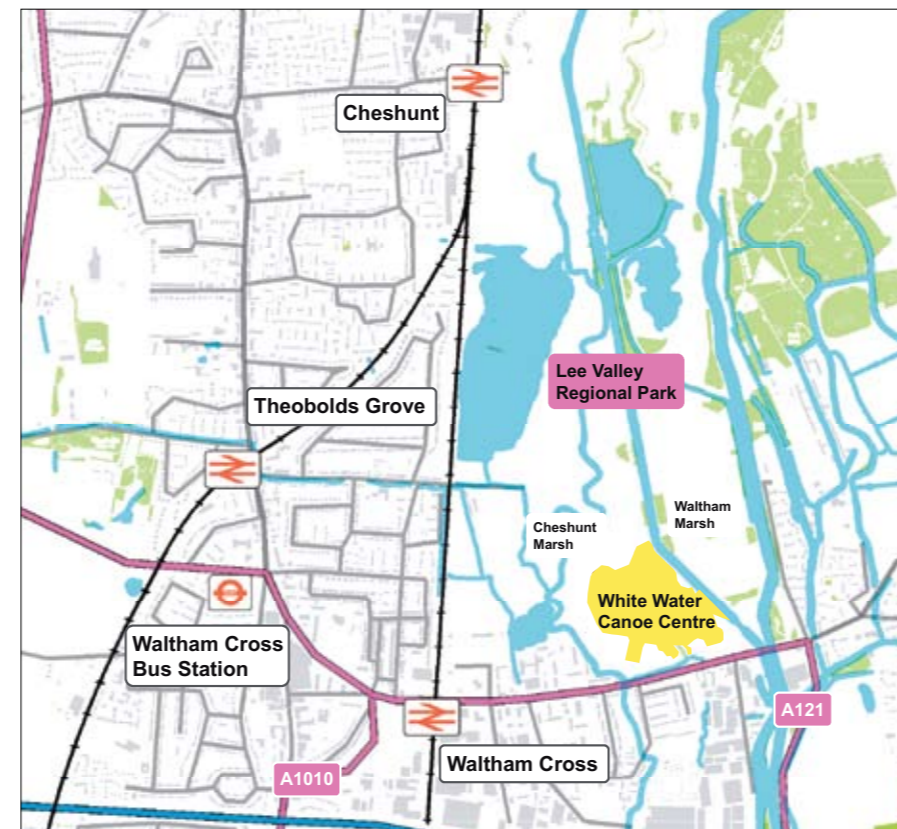 Cheshunt
Theobolds Grove
Lee Valley
Regional Park
Waltham
Marsh
Cheshunt
Marsh
White Water
Canoe Centre
Waltham Cross
Bus Station
A121
Waltham Cross
A1010